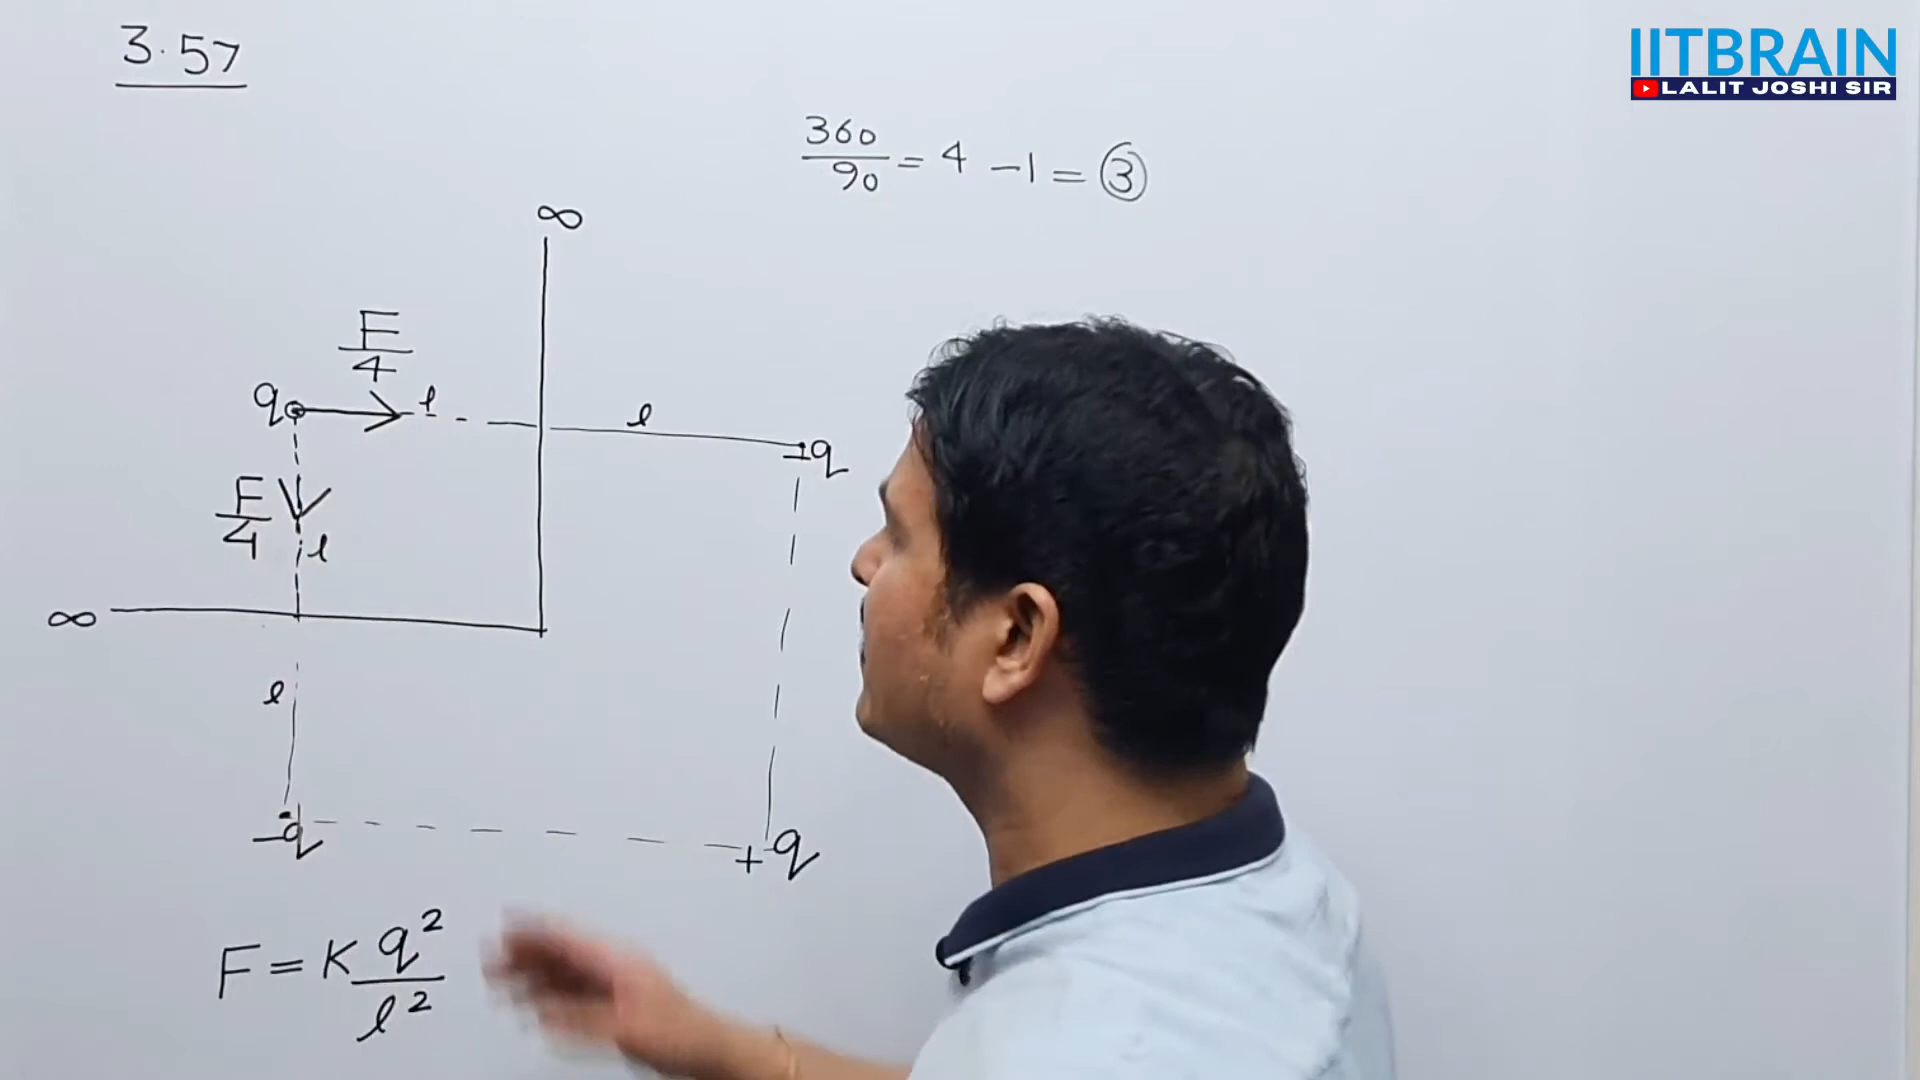 3.57
IITBRAIN
LALIT JOSHI SIR
360/90 = 4 - 1 = 3
∞
F/4
q
l
l
-q
F/4
l
∞
l
-q
+q
F = K q²/l²